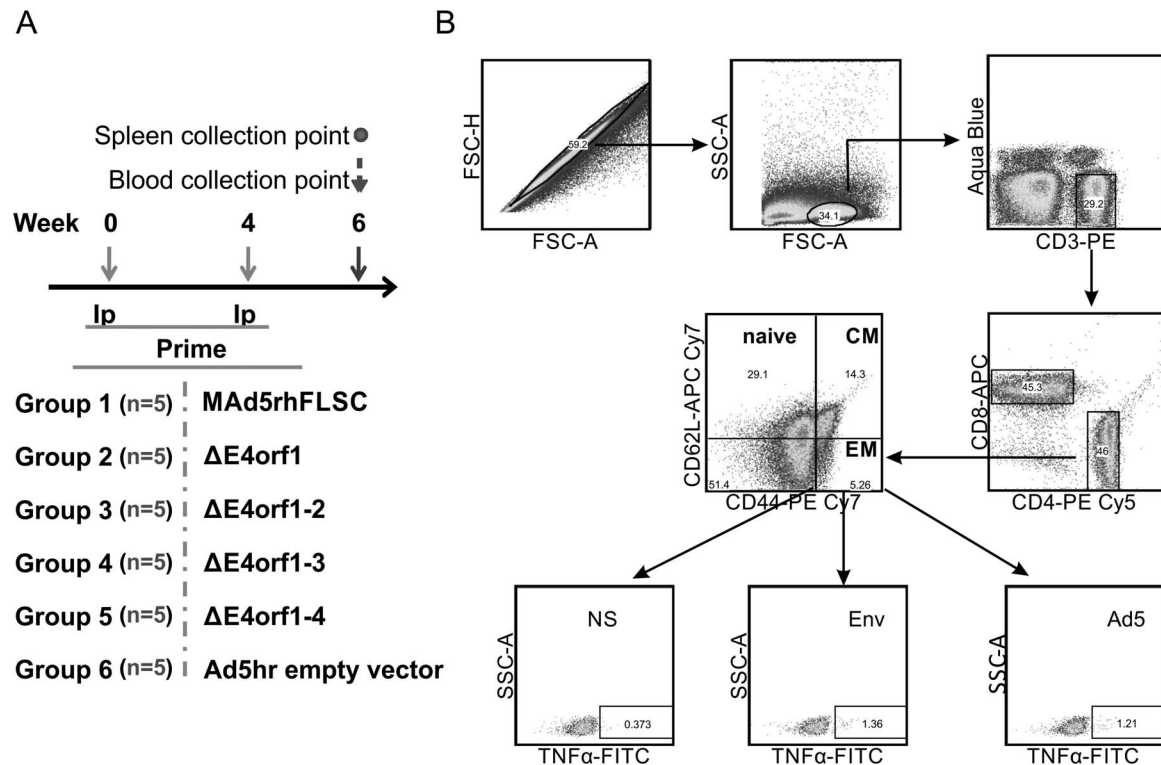 A
Spleen collection point
Blood collection point
Week 0 4 6
Ip Ip
Prime
Group 1 (n=5) MAd5rhFLSC
Group 2 (n=5) ΔE4orf1
Group 3 (n=5) ΔE4orf1-2
Group 4 (n=5) ΔE4orf1-3
Group 5 (n=5) ΔE4orf1-4
Group 6 (n=5) Ad5hr empty vector
B
FSC-H
59.2
FSC-A
SSC-A
34.1
FSC-A
Aqua Blue
29.2
CD3-PE
CD8-APC
45.3
46
CD4-PE Cy5
CD62L-APC Cy7
naive CM
29.1 14.3
EM
51.4 5.26
CD44-PE Cy7
SSC-A
NS
0.373
TNFα-FITC
SSC-A
Env
1.36
TNFα-FITC
SSC-A
Ad5
1.21
TNFα-FITC